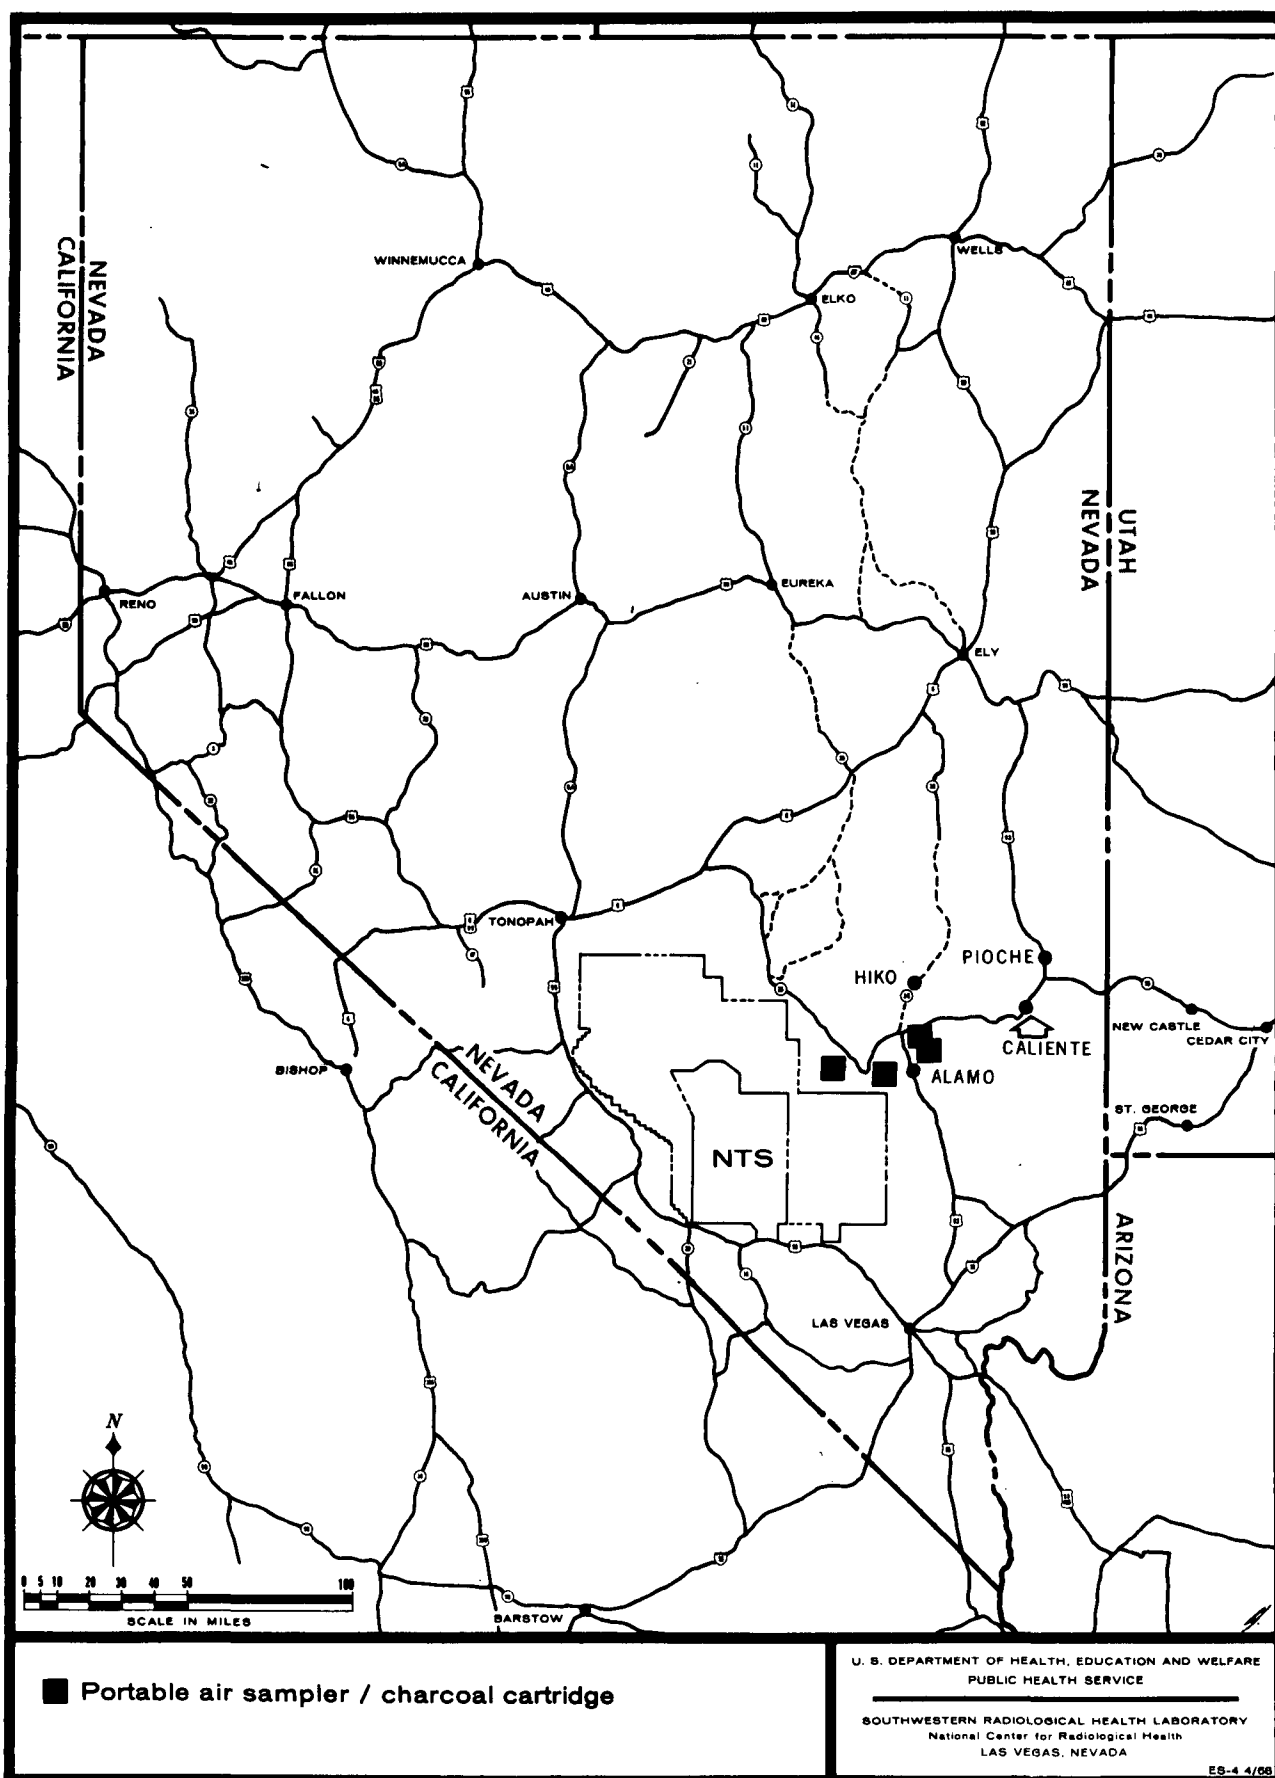 NEVADA
CALIFORNIA
WINNEMUCCA
WELLS
ELKO
UTAH
NEVADA
RENO
FALLON
AUSTIN
EUREKA
ELY
TONOPAH
HIKO
PIOCHE
NEW CASTLE
CEDAR CITY
CALIENTE
BISHOP
NEVADA
CALIFORNIA
ALAMO
ST. GEORGE
NTS
ARIZONA
LAS VEGAS
N
0 5 10 20 30 40 50 100
SCALE IN MILES
BARSTOW
Portable air sampler / charcoal cartridge
U. S. DEPARTMENT OF HEALTH, EDUCATION AND WELFARE
PUBLIC HEALTH SERVICE
SOUTHWESTERN RADIOLOGICAL HEALTH LABORATORY
National Center for Radiological Health
LAS VEGAS, NEVADA